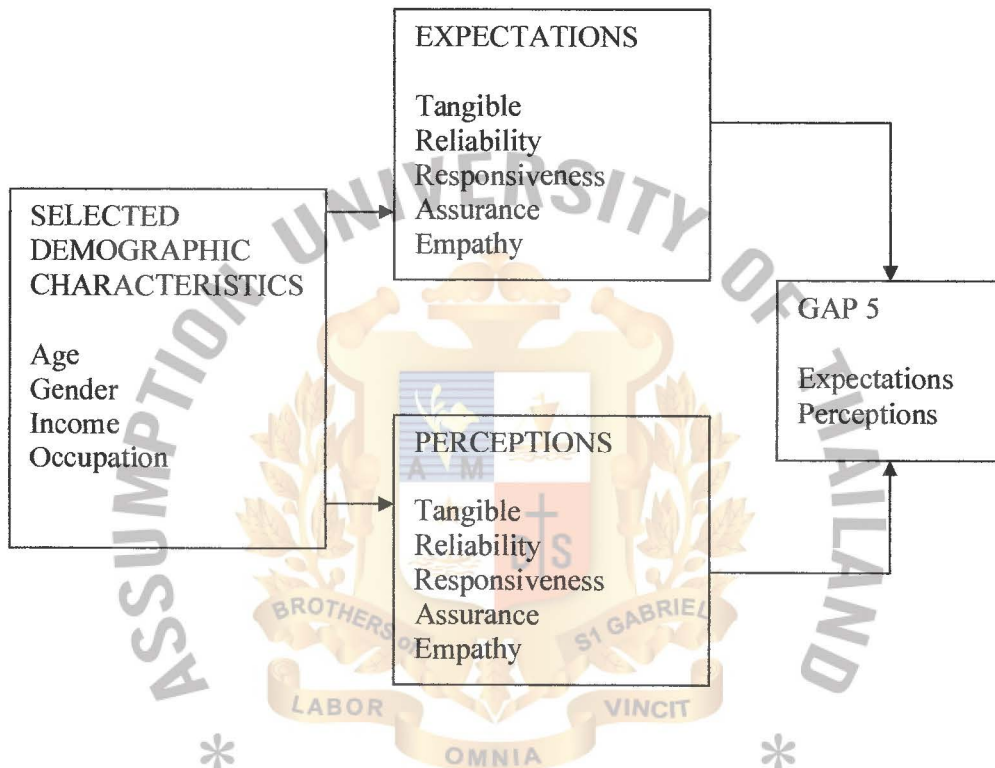 EXPECTATIONS
Tangible
Reliability
Responsiveness
Assurance
Empathy
SELECTED
DEMOGRAPHIC
CHARACTERISTICS
Age
Gender
Income
Occupation
GAP 5
Expectations
Perceptions
PERCEPTIONS
Tangible
Reliability
Responsiveness
Assurance
Empathy
ASSUMPTION UNIVERSITY OF THAILAND
A M
D S
BROTHERS OF
S1 GABRIEL
LABOR
OMNIA
VINCIT
* *